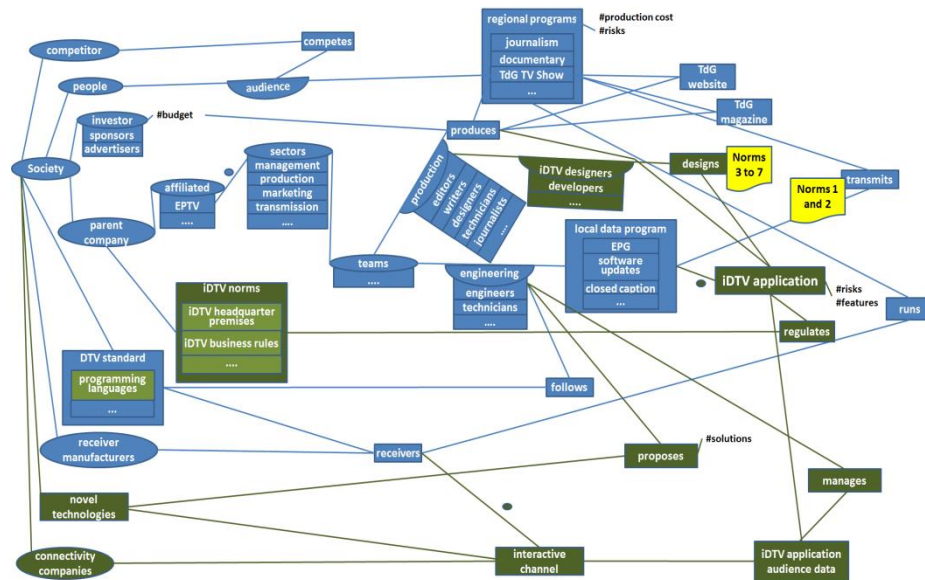 regional programs
#production cost
#risks
journalism
documentary
TdG TV Show
...
competitor
competes
people
audience
TdG
website
TdG
magazine
investor
sponsors
advertisers
#budget
produces
Society
sectors
management
production
marketing
transmission
....
affiliated
EPTV
....
parent
company
production
editors
writers
designers
technicians
journalists
....
iDTV designers
developers
....
designs
Norms
3 to 7
Norms 1
and 2
transmits
teams
....
local data program
EPG
software
updates
closed caption
...
engineering
engineers
technicians
....
iDTV application
#risks
#features
runs
regulates
iDTV norms
iDTV headquarter
premises
iDTV business rules
....
DTV standard
programming
languages
...
follows
receiver
manufacturers
receivers
proposes
#solutions
manages
novel
technologies
connectivity
companies
interactive
channel
iDTV application
audience data